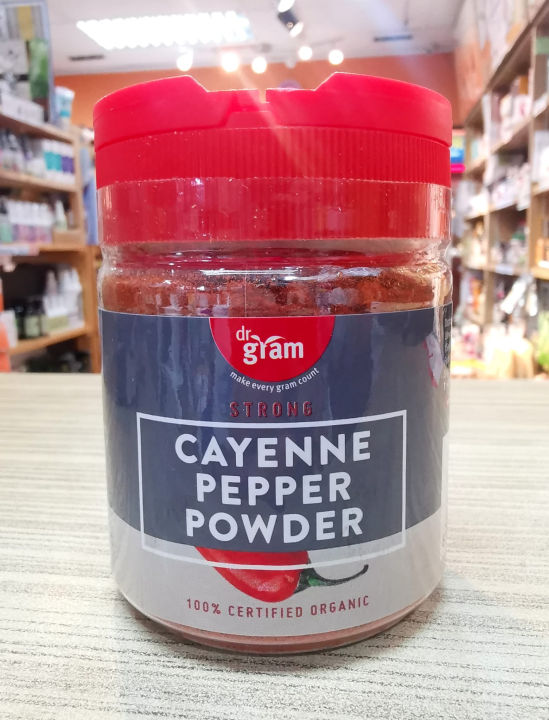 dr
gram
make every gram count
STRONG
CAYENNE
PEPPER
POWDER
100% CERTIFIED ORGANIC